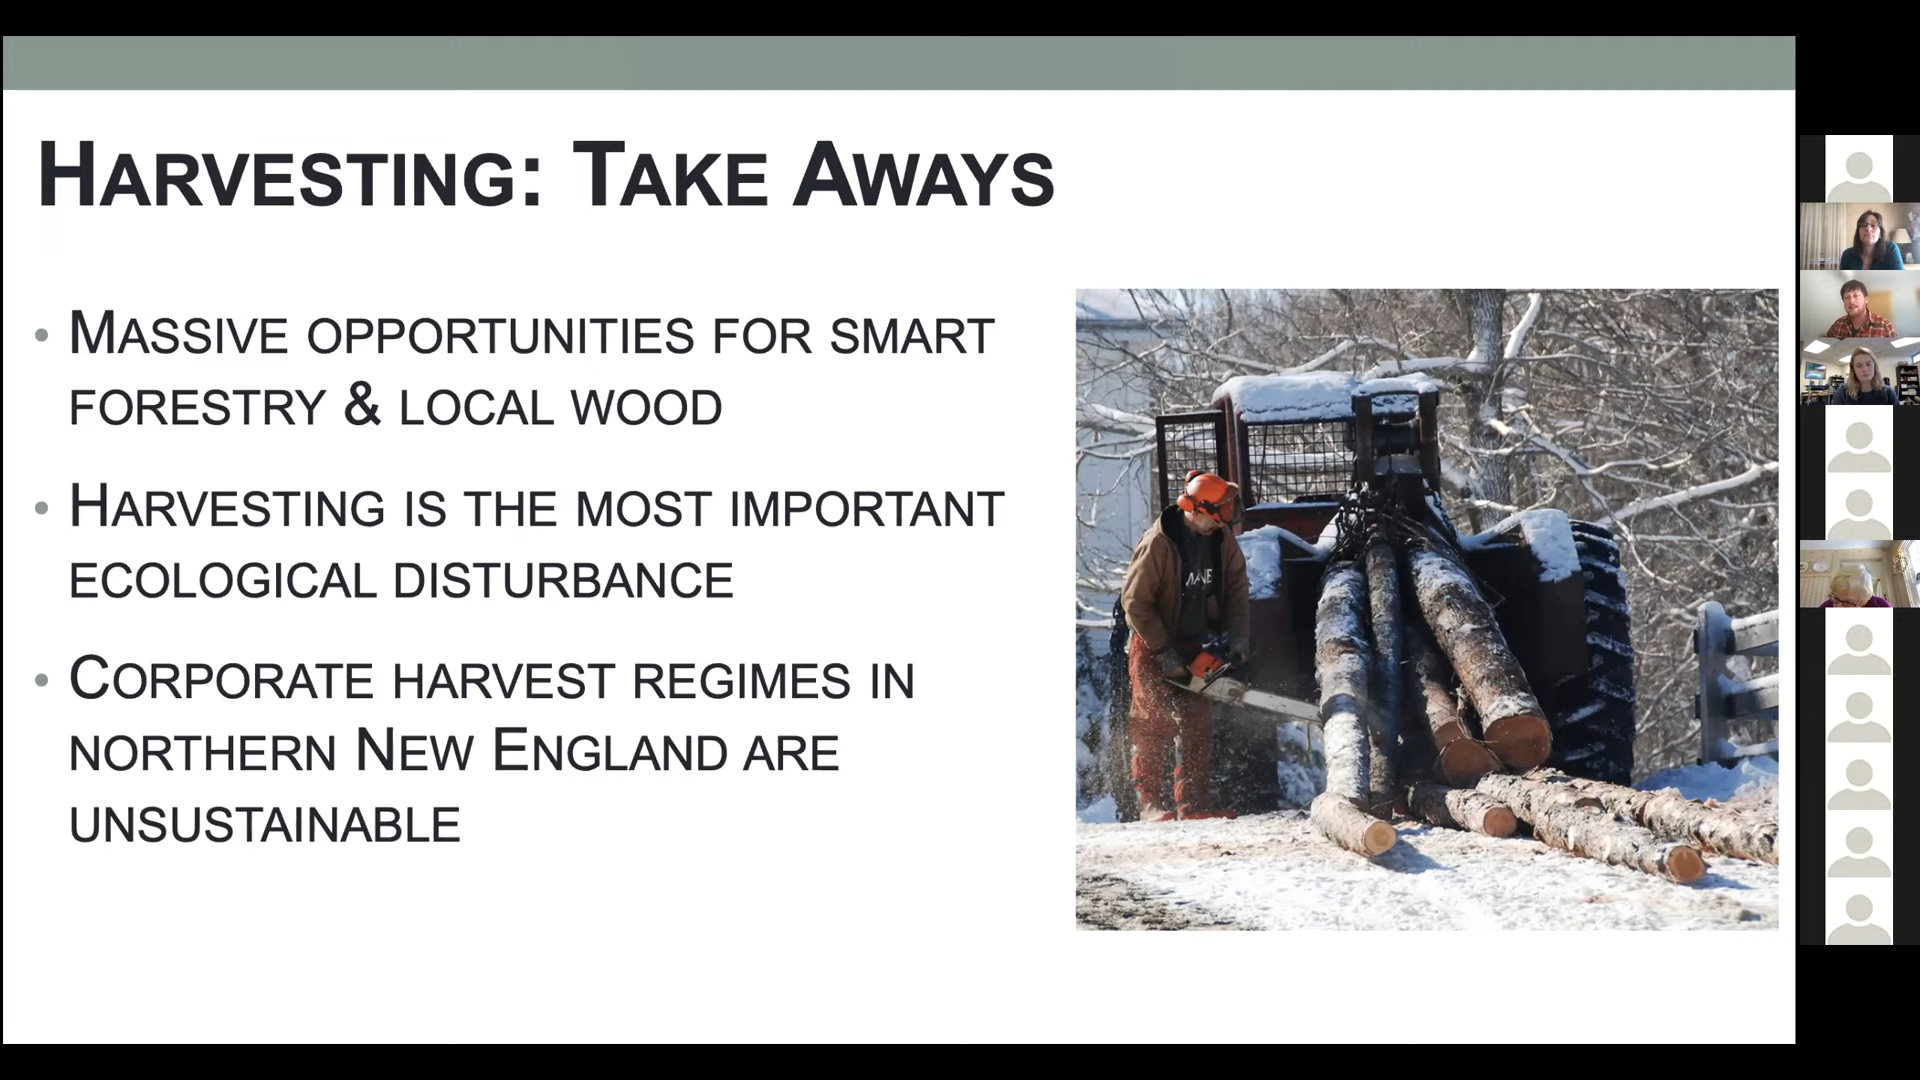 HARVESTING: TAKE AWAYS
• MASSIVE OPPORTUNITIES FOR SMART
FORESTRY & LOCAL WOOD
• HARVESTING IS THE MOST IMPORTANT
ECOLOGICAL DISTURBANCE
• CORPORATE HARVEST REGIMES IN
NORTHERN NEW ENGLAND ARE
UNSUSTAINABLE